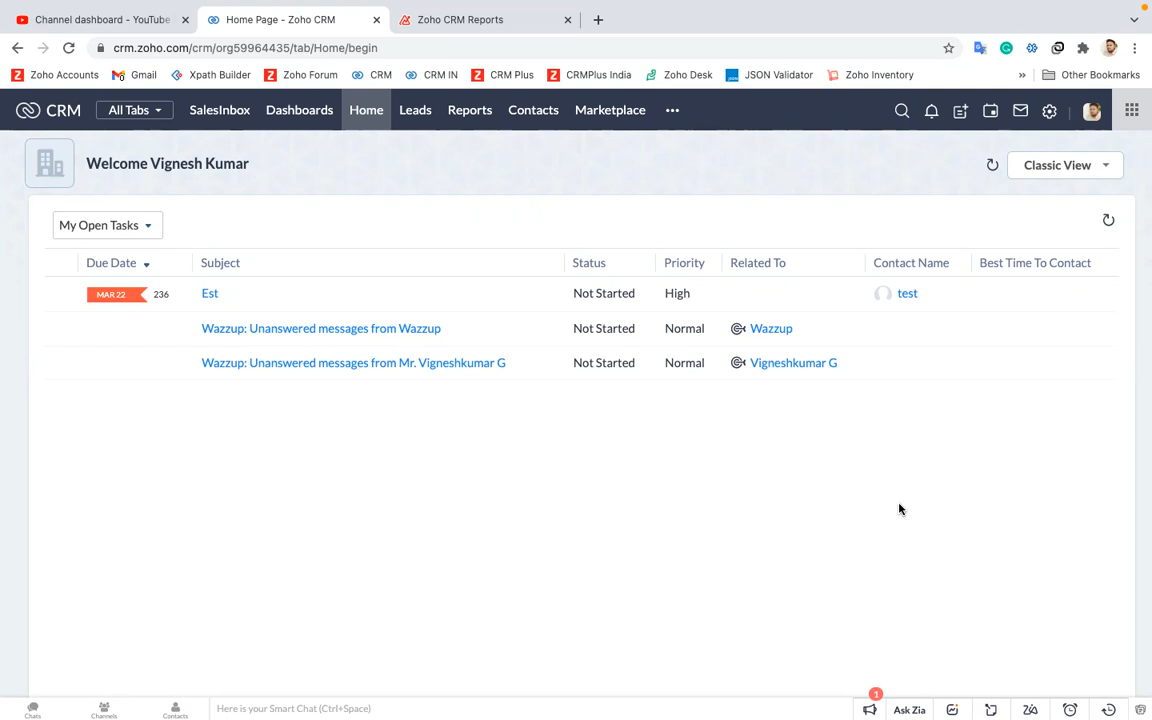 Channel dashboard - YouTube
Home Page - Zoho CRM
Zoho CRM Reports
crm.zoho.com/crm/org59964435/tab/Home/begin
Zoho Accounts
Gmail
Xpath Builder
Zoho Forum
CRM
CRM IN
CRM Plus
CRMPlus India
Zoho Desk
JSON Validator
Zoho Inventory
»
Other Bookmarks
CRM
All Tabs
SalesInbox
Dashboards
Home
Leads
Reports
Contacts
Marketplace
Welcome Vignesh Kumar
Classic View
My Open Tasks
Due Date Subject Status Priority Related To Contact Name Best Time To Contact
MAR 22 236 Est Not Started High test
Wazzup: Unanswered messages from Wazzup Not Started Normal Wazzup
Wazzup: Unanswered messages from Mr. Vigneshkumar G Not Started Normal Vigneshkumar G
1
Chats
Channels
Contacts
Here is your Smart Chat (Ctrl+Space)
Ask Zia